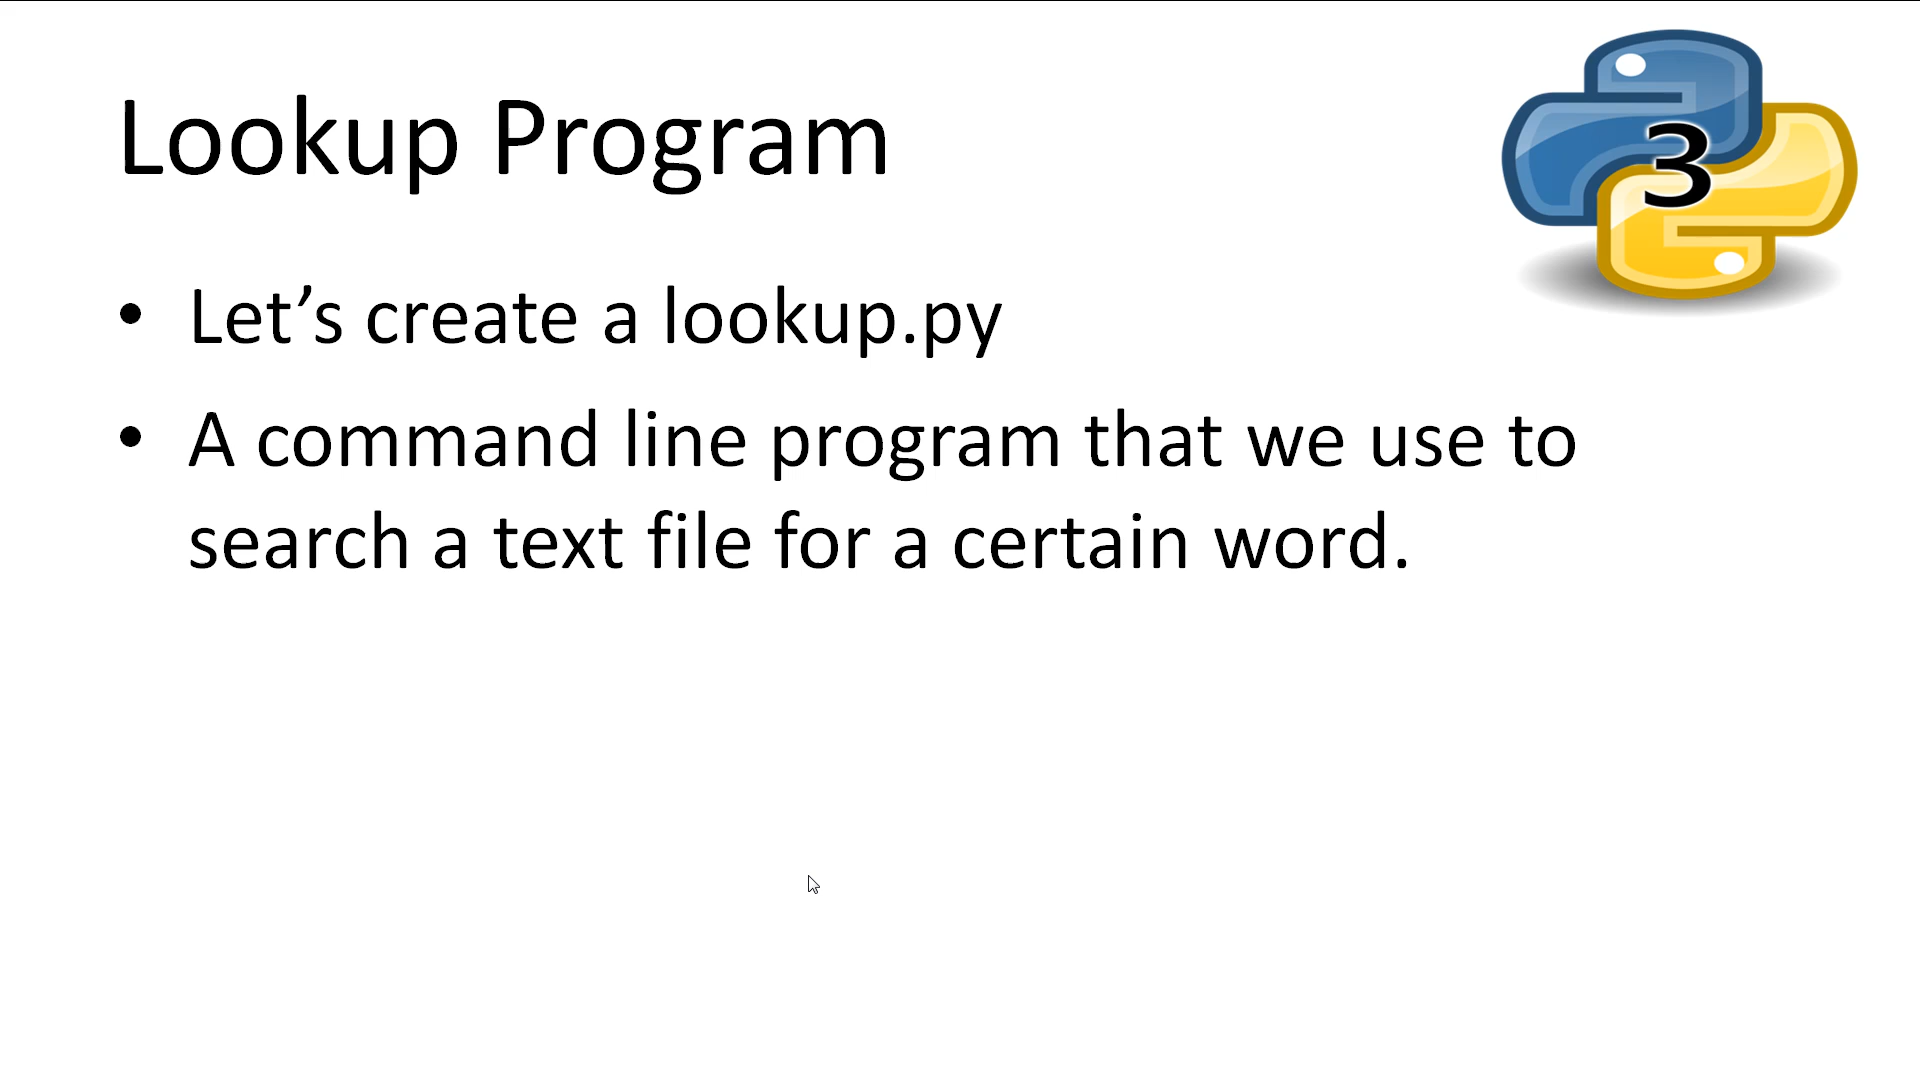 Lookup Program
3
• Let’s create a lookup.py
• A command line program that we use to
search a text file for a certain word.